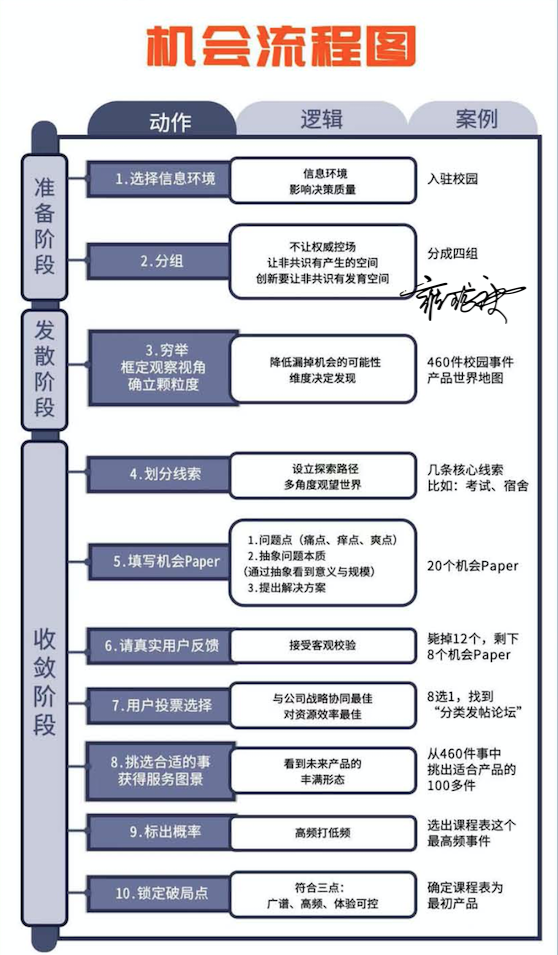 机会流程图
动作
逻辑
案例
准备阶段
1.选择信息环境
信息环境
影响决策质量
入驻校园
2.分组
不让权威控场
让非共识有产生的空间
创新要让非共识有发育空间
分成四组
发散阶段
3.穷举
框定观察视角
确立颗粒度
降低漏掉机会的可能性
维度决定发现
460件校园事件
产品世界地图
收敛阶段
4.划分线索
设立探索路径
多角度观望世界
几条核心线索
比如：考试、宿舍
5.填写机会Paper
1.问题点（痛点、痒点、爽点）
2.抽象问题本质
（通过抽象看到意义与规模）
3.提出解决方案
20个机会Paper
6.请真实用户反馈
接受客观校验
毙掉12个，剩下
8个机会Paper
7.用户投票选择
与公司战略协同最佳
对资源效率最佳
8选1，找到
“分类发帖论坛”
8.挑选合适的事
获得服务图景
看到未来产品的
丰满形态
从460件事中
挑出适合产品的
100多件
9.标出概率
高频打低频
选出课程表这个
最高频事件
10.锁定破局点
符合三点：
广谱、高频、体验可控
确定课程表为
最初产品